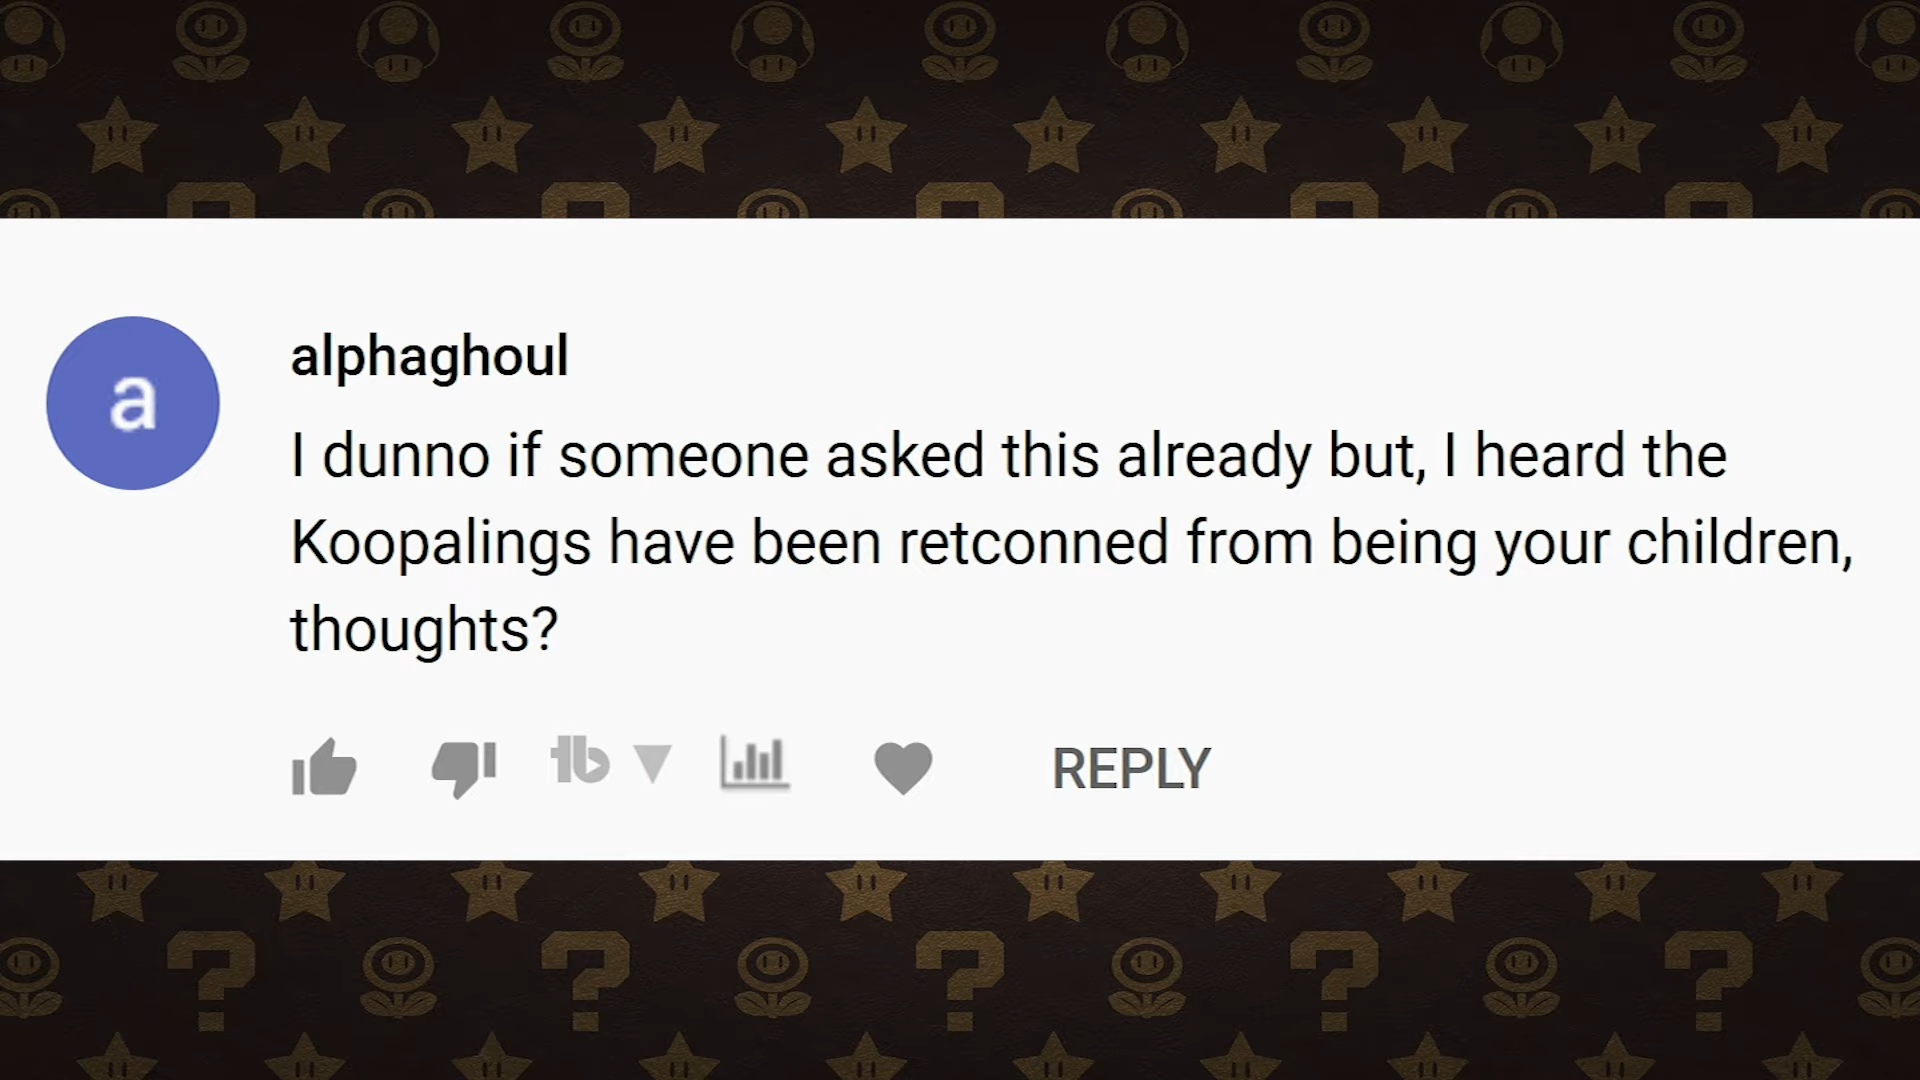 a
alphaghoul
I dunno if someone asked this already but, I heard the
Koopalings have been retconned from being your children,
thoughts?
tb
REPLY